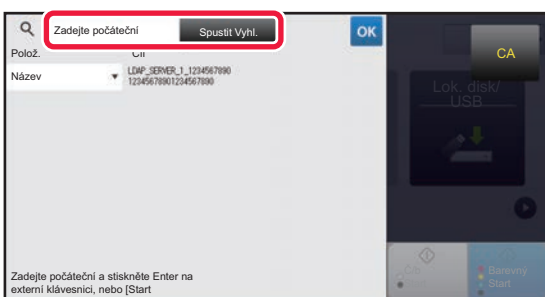 Zadejte počáteční
Spustit Vyhl.
OK
CA
Polož.
Cíl
Název
LDAP_SERVER_1_1234567890
12345678901234567890
Lok. disk/
USB
Zadejte počáteční a stiskněte Enter na
externí klávesnici, nebo [Start
Barevný
Start